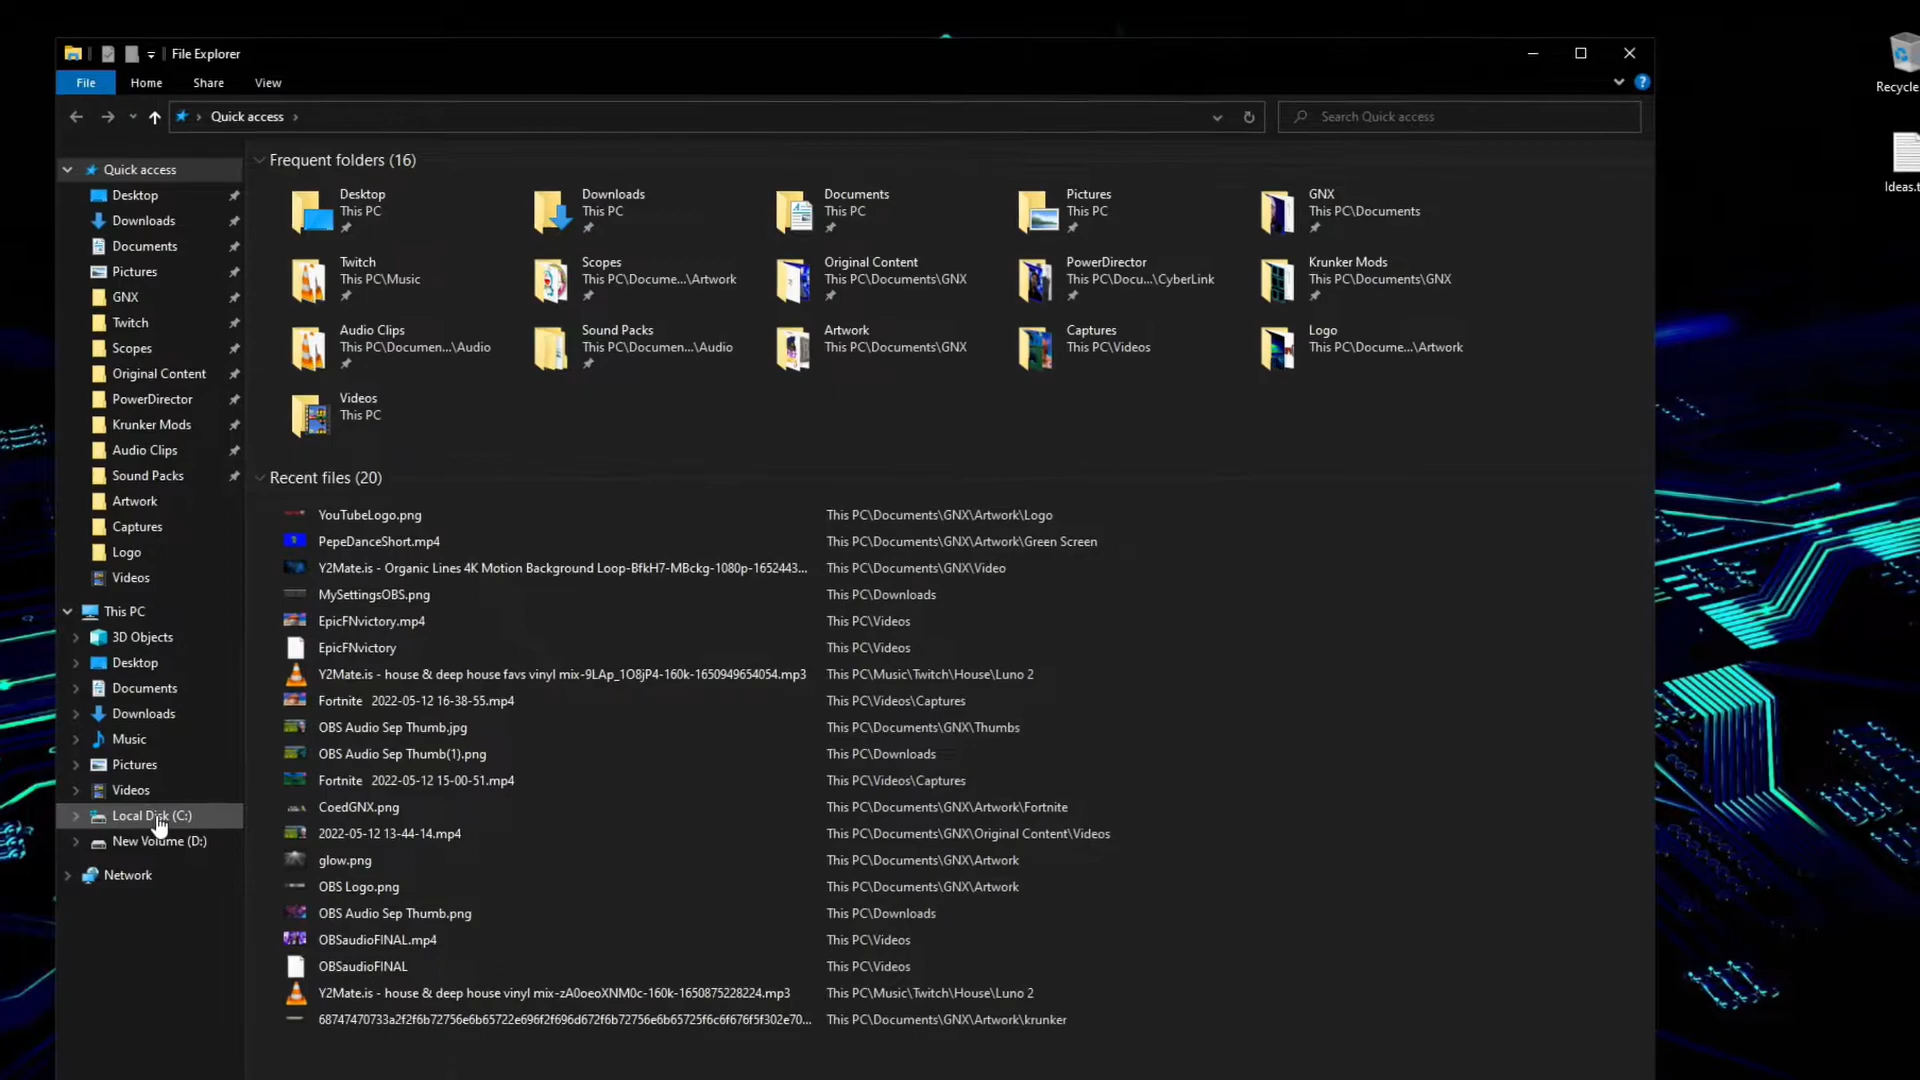 File Explorer
File Home Share View
Quick access
Search Quick access
Quick access
Desktop
Downloads
Documents
Pictures
GNX
Twitch
Scopes
Original Content
PowerDirector
Krunker Mods
Audio Clips
Sound Packs
Artwork
Captures
Logo
Videos
This PC
3D Objects
Desktop
Documents
Downloads
Music
Pictures
Videos
Local Disk (C:)
New Volume (D:)
Network
Frequent folders (16)
Desktop
This PC
Downloads
This PC
Documents
This PC
Pictures
This PC
GNX
This PC\Documents
Twitch
This PC\Music
Scopes
This PC\Docume...\Artwork
Original Content
This PC\Documents\GNX
PowerDirector
This PC\Docu...\CyberLink
Krunker Mods
This PC\Documents\GNX
Audio Clips
This PC\Documen...\Audio
Sound Packs
This PC\Documen...\Audio
Artwork
This PC\Documents\GNX
Captures
This PC\Videos
Logo
This PC\Docume...\Artwork
Videos
This PC
Recent files (20)
YouTubeLogo.png This PC\Documents\GNX\Artwork\Logo
PepeDanceShort.mp4 This PC\Documents\GNX\Artwork\Green Screen
Y2Mate.is - Organic Lines 4K Motion Background Loop-BfkH7-MBckg-1080p-1652443... This PC\Documents\GNX\Video
MySettingsOBS.png This PC\Downloads
EpicFNvictory.mp4 This PC\Videos
EpicFNvictory This PC\Videos
Y2Mate.is - house & deep house favs vinyl mix-9LAp_1O8jP4-160k-1650949654054.mp3 This PC\Music\Twitch\House\Luno 2
Fortnite 2022-05-12 16-38-55.mp4 This PC\Videos\Captures
OBS Audio Sep Thumb.jpg This PC\Documents\GNX\Thumbs
OBS Audio Sep Thumb(1).png This PC\Downloads
Fortnite 2022-05-12 15-00-51.mp4 This PC\Videos\Captures
CoedGNX.png This PC\Documents\GNX\Artwork\Fortnite
2022-05-12 13-44-14.mp4 This PC\Documents\GNX\Original Content\Videos
glow.png This PC\Documents\GNX\Artwork
OBS Logo.png This PC\Documents\GNX\Artwork
OBS Audio Sep Thumb.png This PC\Downloads
OBSaudioFINAL.mp4 This PC\Videos
OBSaudioFINAL This PC\Videos
Y2Mate.is - house & deep house vinyl mix-zA0oeoXNM0c-160k-1650875228224.mp3 This PC\Music\Twitch\House\Luno 2
68747470733a2f2f6b72756e6b65722e696f2f696d672f6b72756e6b65725f6c6f676f5f302e70... This PC\Documents\GNX\Artwork\krunker
Recycle
Ideas.t